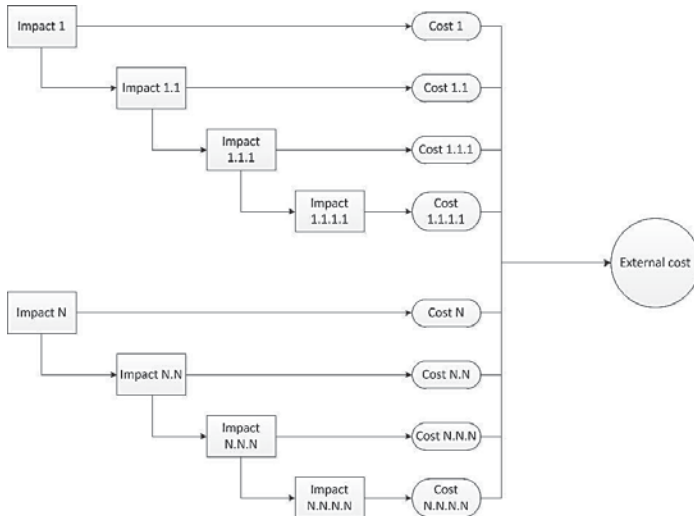 Impact 1
Cost 1
Impact 1.1
Cost 1.1
Impact
1.1.1
Cost 1.1.1
Impact
1.1.1.1
Cost
1.1.1.1
External cost
Impact N
Cost N
Impact N.N
Cost N.N
Impact
N.N.N
Cost N.N.N
Impact
N.N.N.N
Cost
N.N.N.N